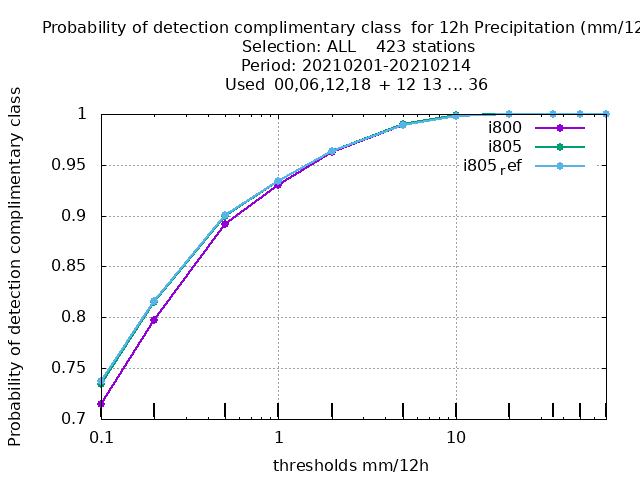 Probability of detection complimentary class for 12h Precipitation (mm/12
Selection: ALL 423 stations
Period: 20210201-20210214
Used 00,06,12,18 + 12 13 ... 36
Probability of detection complimentary class
1
0.95
0.9
0.85
0.8
0.75
0.7
i800
i805
i805ref
0.1 1 10
thresholds mm/12h